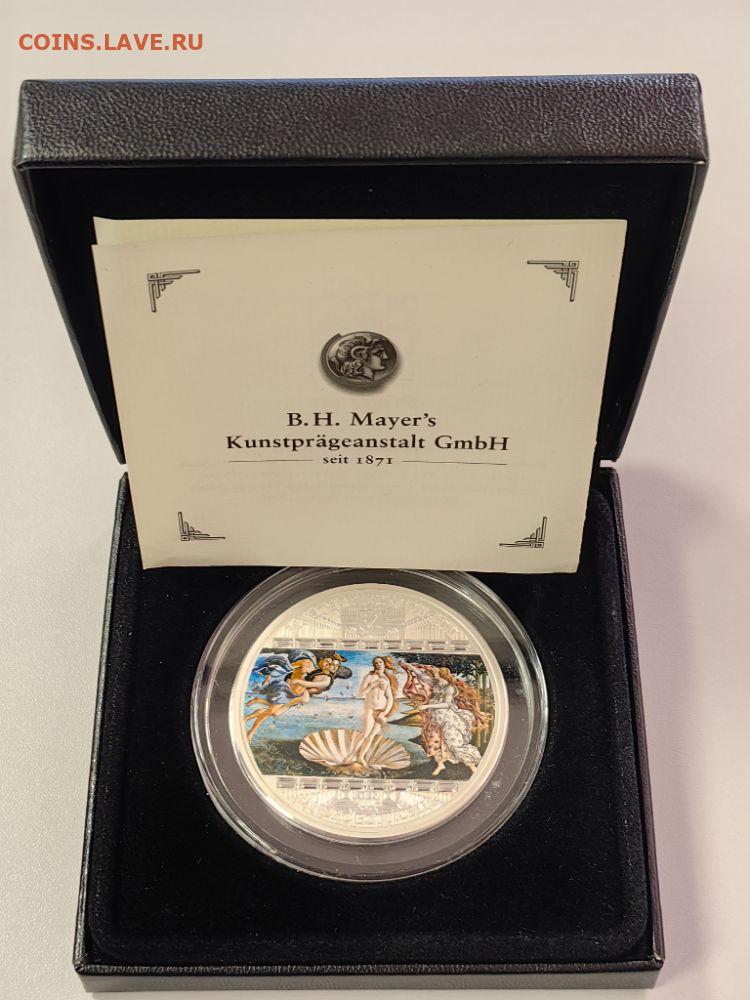 COINS.LAVE.RU
B.H. Mayer's
Kunstprägeanstalt GmbH
seit 1871